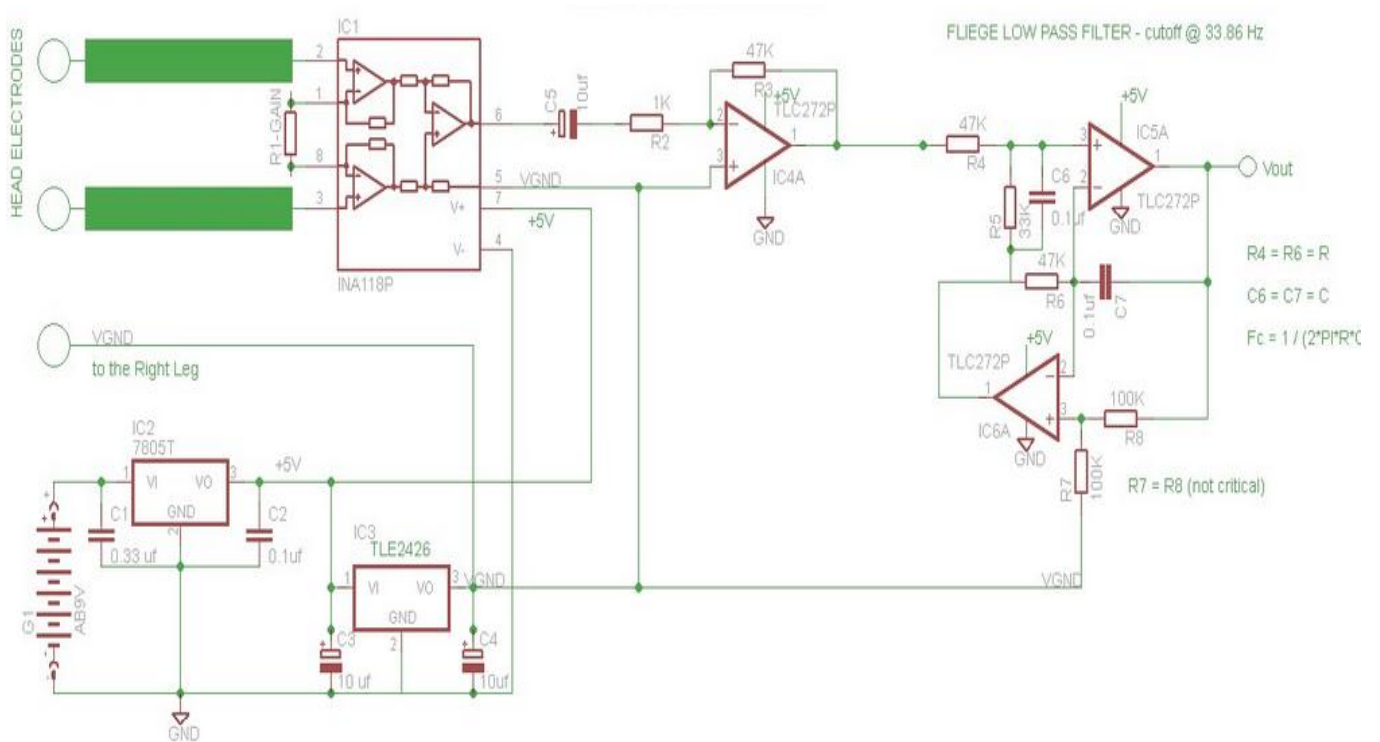 FLIEGE LOW PASS FILTER - cutoff @ 33.86 Hz
HEAD ELECTRODES
IC1
2
1
R1-GAIN
8
3
6
5
VGND
7
+5V
4
V+
V-
INA118P
C5
10uf
+
1K
R2
47K
R3
+5V
TLC272P
2
3
1
IC4A
GND
47K
R4
R5
33K
C6
0.1uf
+5V
IC5A
3
2
1
TLC272P
GND
Vout
47K
R6
0.1uf
C7
R4 = R6 = R
C6 = C7 = C
Fc = 1 / (2*PI*R*C
+5V
TLC272P
1
2
3
IC6A
GND
100K
R8
R7
100K
R7 = R8 (not critical)
VGND
VGND
to the Right Leg
IC2
7805T
1
VI
VO
3
GND
2
+5V
C1
0.33 uf
C2
0.1uf
G1
AB9V
IC3
TLE2426
1
VI
VO
3
VGND
GND
2
C3
10 uf
C4
10uf
GND